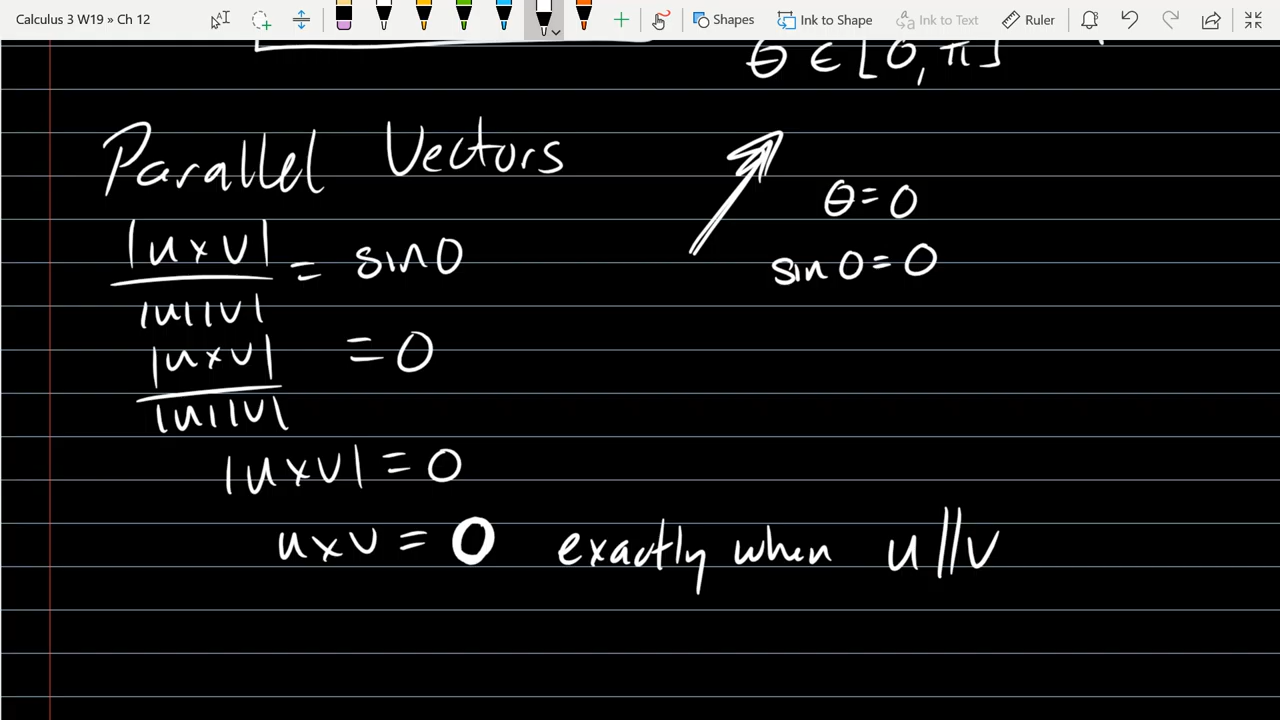 Calculus 3 W19 » Ch 12
Shapes
Ink to Shape
Ink to Text
Ruler
θ ∈ [0, π]
Parallel Vectors
θ = 0
|u × v| / |u||v| = sin 0
sin 0 = 0
|u × v| / |u||v| = 0
|u × v| = 0
u × v = 0 exactly when u || v